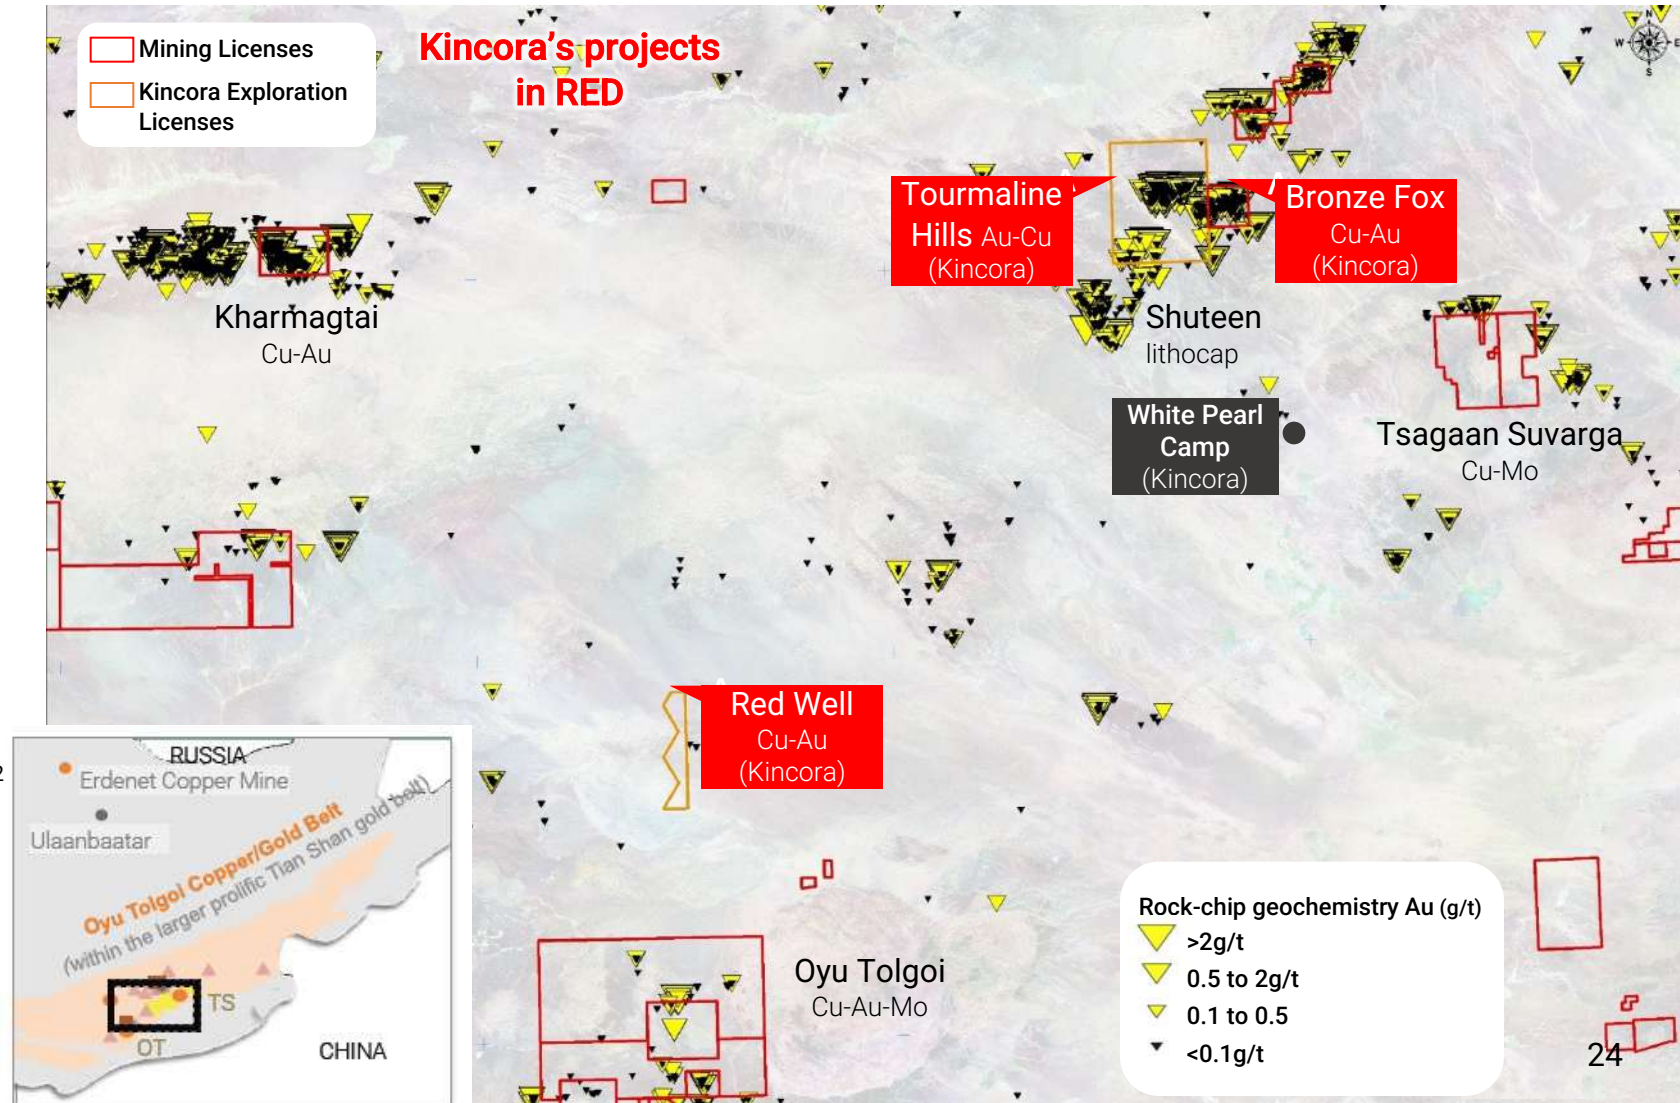 Mining Licenses
Kincora Exploration
Licenses
Kincora's projects
in RED
N
W
E
S
Tourmaline
Hills Au-Cu
(Kincora)
Bronze Fox
Cu-Au
(Kincora)
Kharmagtai
Cu-Au
Shuteen
lithocap
White Pearl
Camp
(Kincora)
Tsagaan Suvarga
Cu-Mo
Red Well
Cu-Au
(Kincora)
2
RUSSIA
Erdenet Copper Mine
Ulaanbaatar
Oyu Tolgoi Copper/Gold Belt
(within the larger prolific Tian Shan gold belt)
TS
OT
CHINA
Oyu Tolgoi
Cu-Au-Mo
Rock-chip geochemistry Au (g/t)
>2g/t
0.5 to 2g/t
0.1 to 0.5
<0.1g/t
24